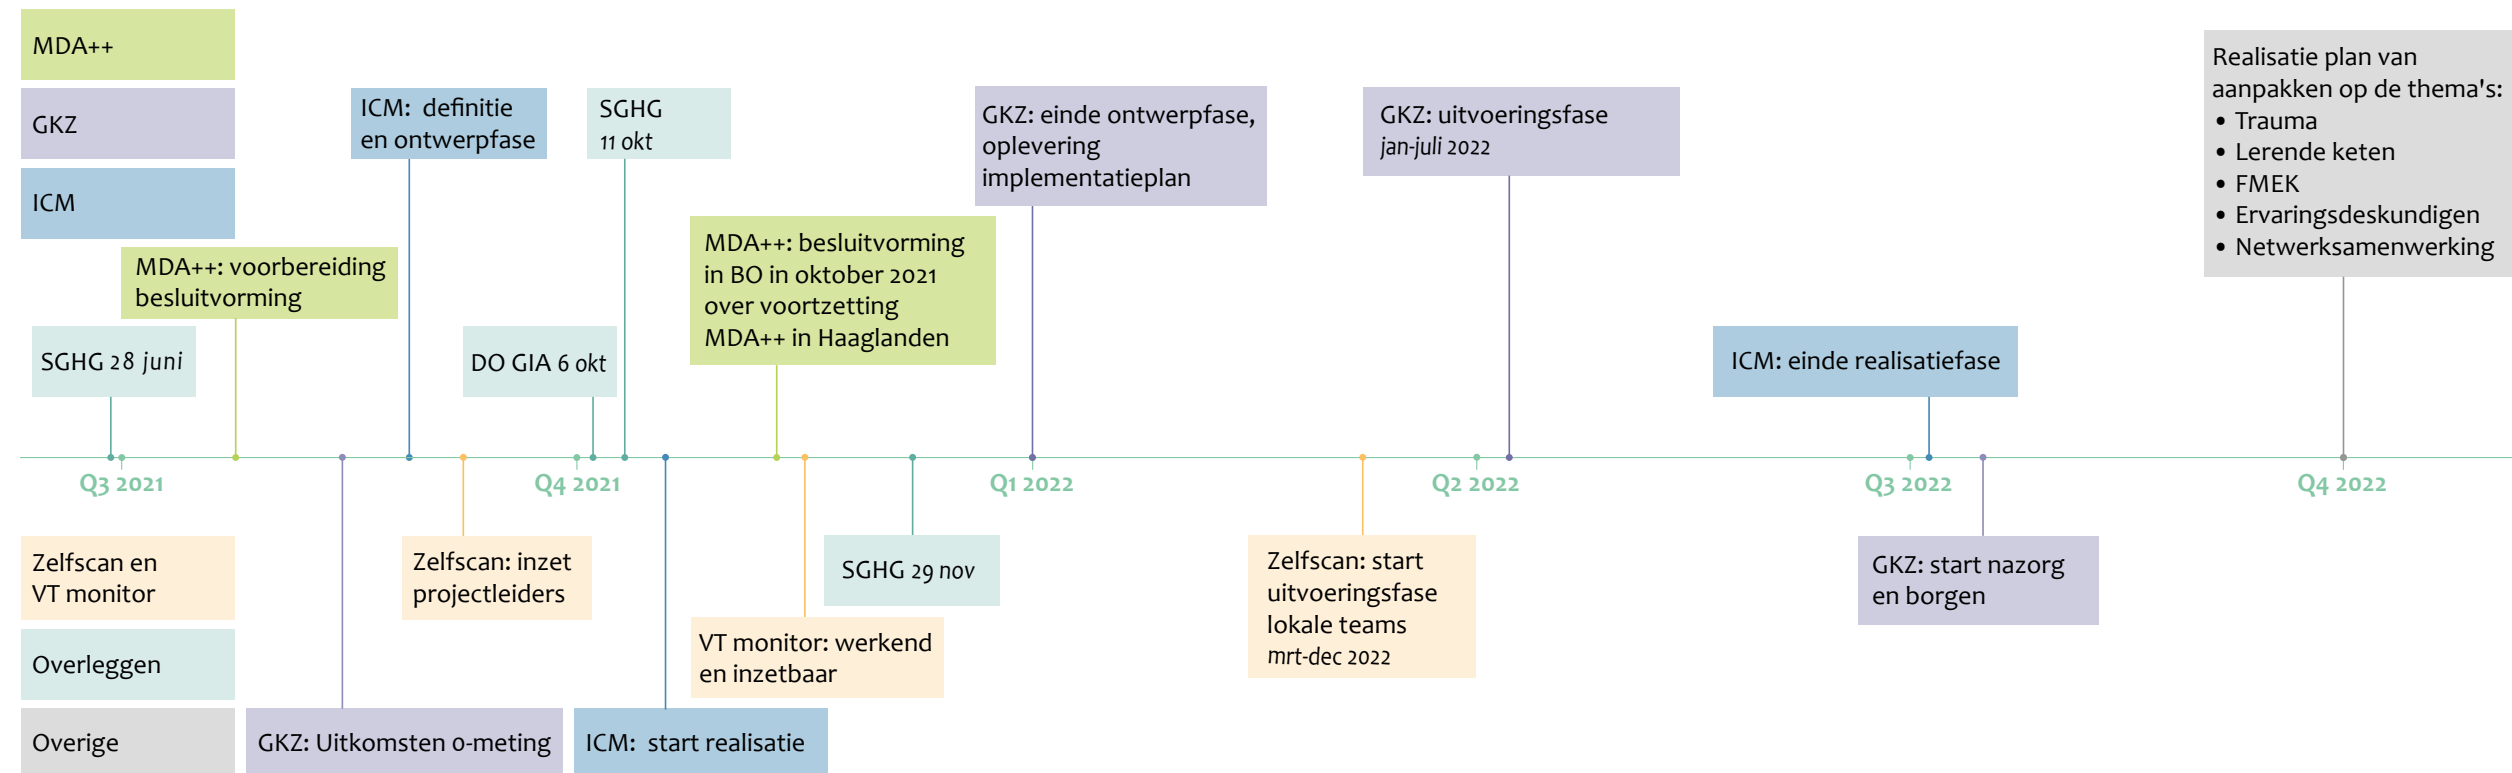 MDA++
GKZ
ICM
MDA++: voorbereiding
besluitvorming
SGHG 28 juni
ICM:  definitie
en ontwerpfase
DO GIA 6 okt
SGHG
11 okt
MDA++: besluitvorming
in BO in oktober 2021
over voortzetting
MDA++ in Haaglanden
GKZ: einde ontwerpfase,
oplevering
implementatieplan
GKZ: uitvoeringsfase
jan-juli 2022
ICM: einde realisatiefase
Realisatie plan van
aanpakken op de thema's:
• Trauma
• Lerende keten
• FMEK
• Ervaringsdeskundigen
• Netwerksamenwerking
Q3 2021
Q4 2021
Q1 2022
Q2 2022
Q3 2022
Q4 2022
Zelfscan en
VT monitor
Overleggen
Overige
GKZ: Uitkomsten 0-meting
Zelfscan: inzet
projectleiders
ICM:  start realisatie
VT monitor: werkend
en inzetbaar
SGHG 29 nov
Zelfscan: start
uitvoeringsfase
lokale teams
mrt-dec 2022
GKZ: start nazorg
en borgen